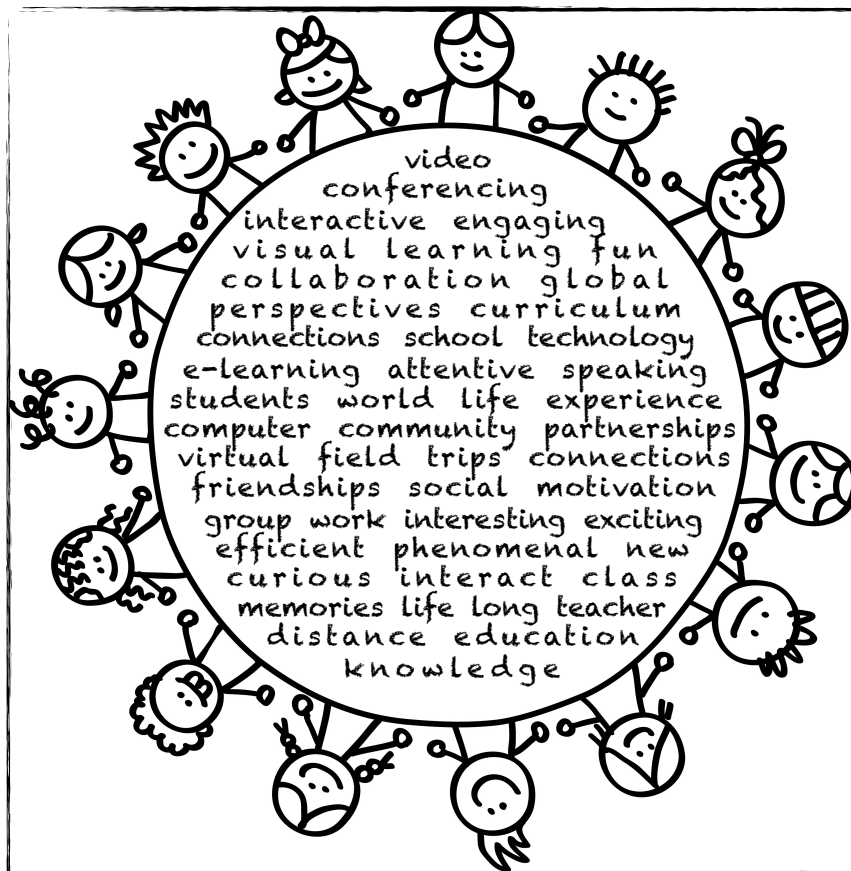 video
conferencing
interactive engaging
visual learning fun
collaboration global
perspectives curriculum
connections school technology
e-learning attentive speaking
students world life experience
computer community partnerships
virtual field trips connections
friendships social motivation
group work interesting exciting
efficient phenomenal new
curious interact class
memories life long teacher
distance education
knowledge